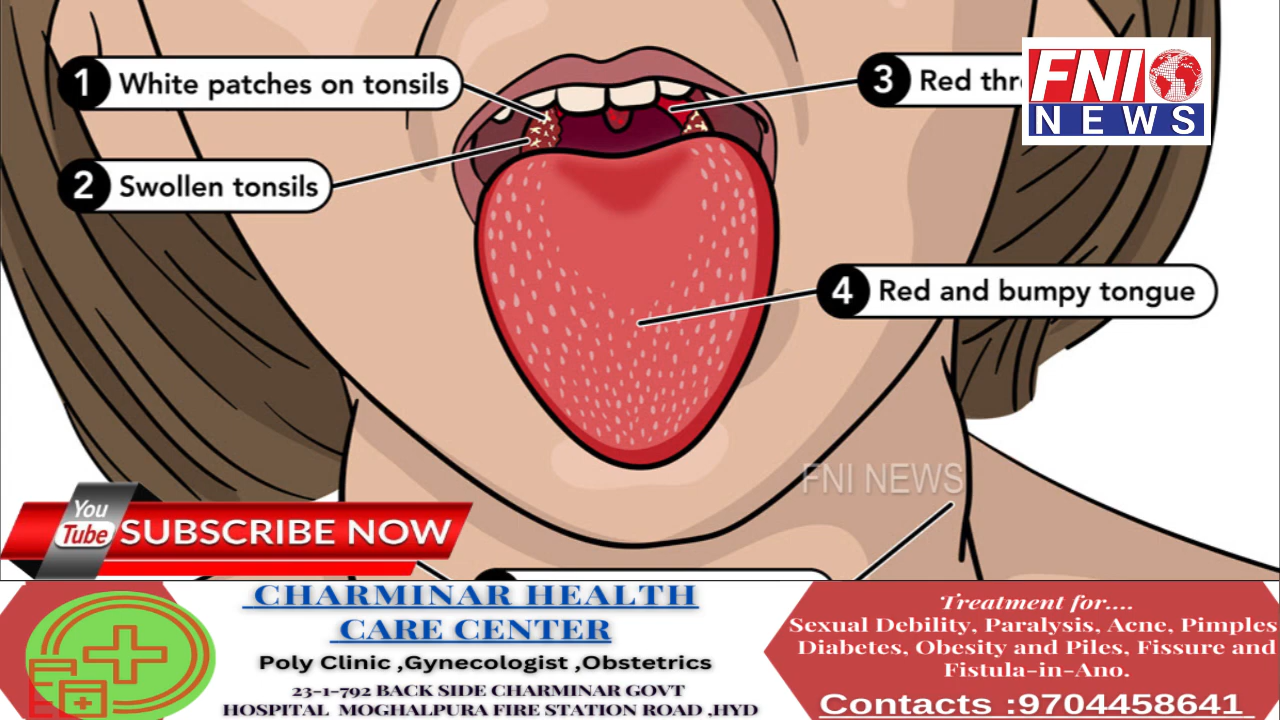 1 White patches on tonsils
3 Red thr
FNI
NEWS
2 Swollen tonsils
4 Red and bumpy tongue
FNI NEWS
You
Tube
SUBSCRIBE NOW
CHARMINAR HEALTH
CARE CENTER
Poly Clinic ,Gynecologist ,Obstetrics
23-1-792 BACK SIDE CHARMINAR GOVT
HOSPITAL MOGHALPURA FIRE STATION ROAD ,HYD
Treatment for....
Sexual Debility, Paralysis, Acne, Pimples
Diabetes, Obesity and Piles, Fissure and
Fistula-in-Ano.
Contacts :9704458641